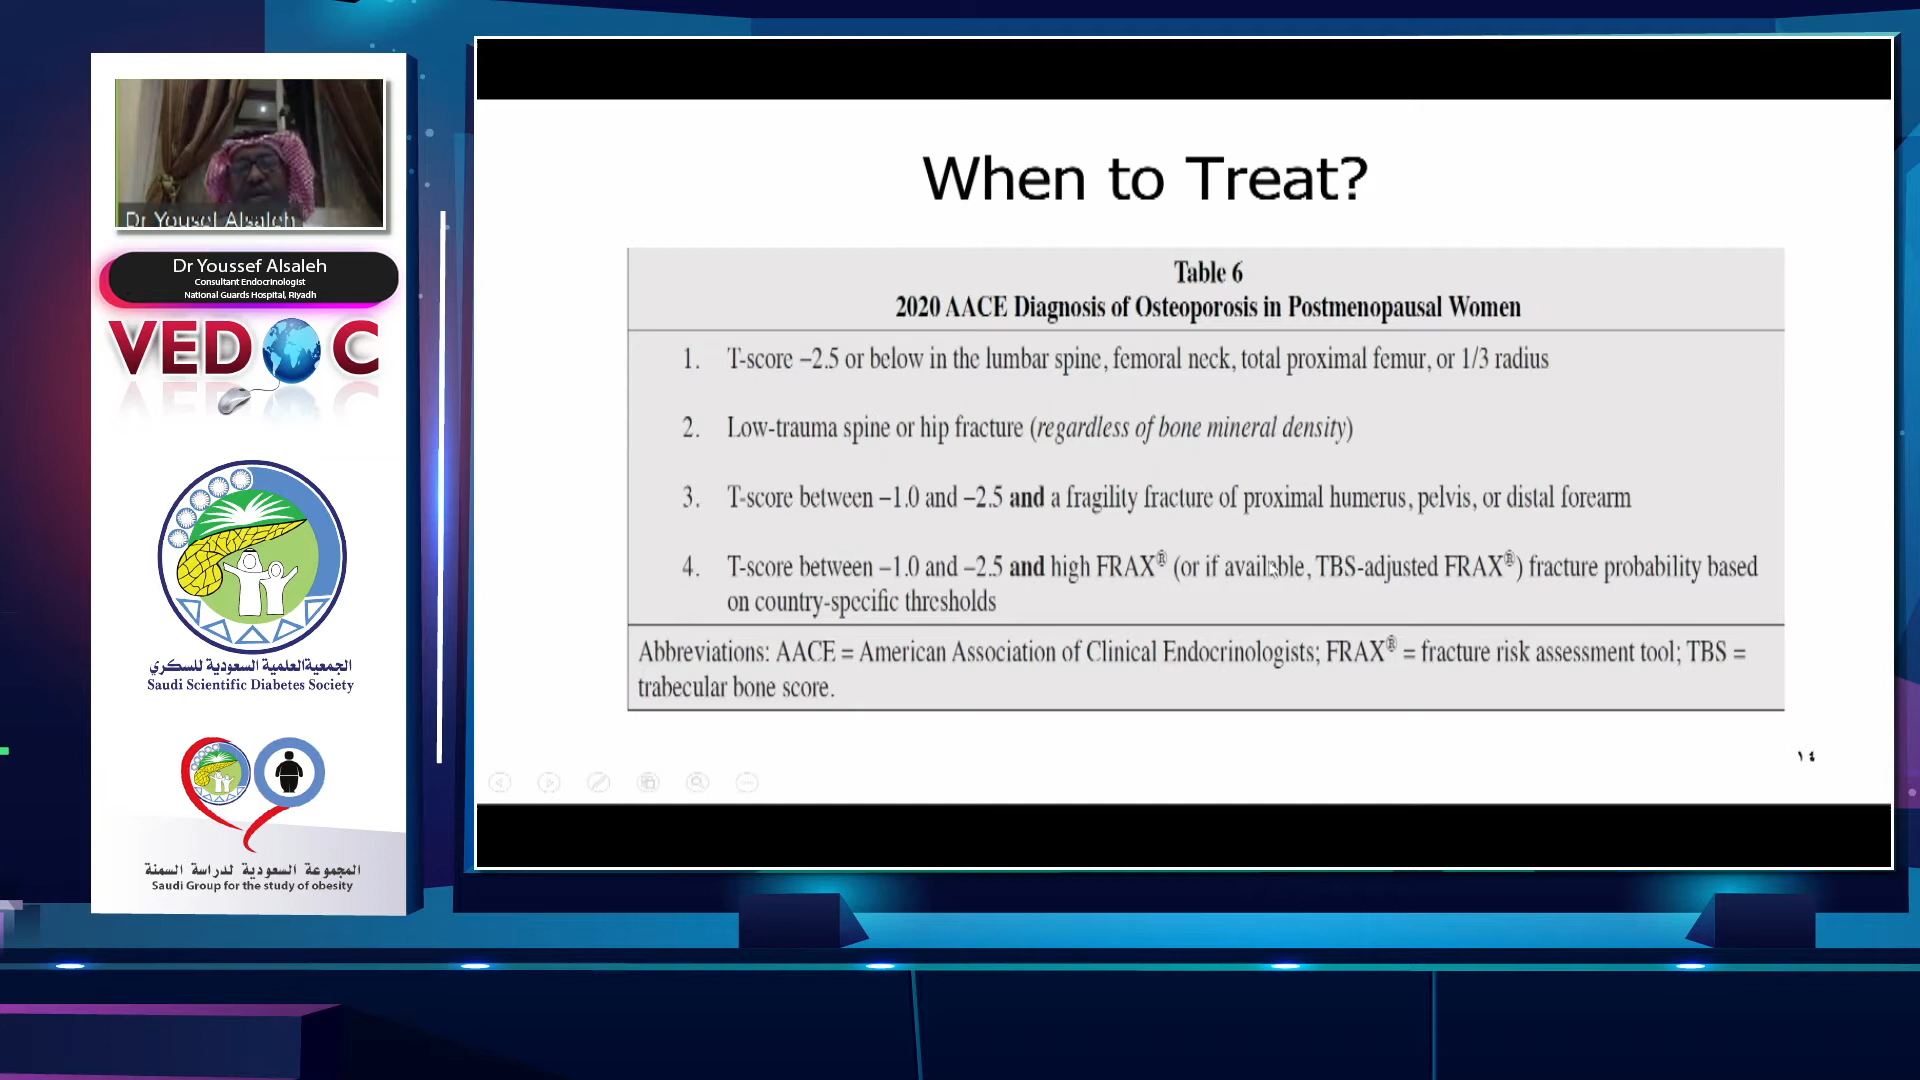 Dr Yousef Alsaleh
Dr Youssef Alsaleh
Consultant Endocrinologist
National Guards Hospital, Riyadh
VEDOC
الجمعية العلمية السعودية للسكري
Saudi Scientific Diabetes Society
المجموعة السعودية لدراسة السمنة
Saudi Group for the study of obesity
When to Treat?
Table 6
2020 AACE Diagnosis of Osteoporosis in Postmenopausal Women
1. T-score –2.5 or below in the lumbar spine, femoral neck, total proximal femur, or 1/3 radius
2. Low-trauma spine or hip fracture (regardless of bone mineral density)
3. T-score between –1.0 and –2.5 and a fragility fracture of proximal humerus, pelvis, or distal forearm
4. T-score between –1.0 and –2.5 and high FRAX® (or if available, TBS-adjusted FRAX®) fracture probability based
on country-specific thresholds
Abbreviations: AACE = American Association of Clinical Endocrinologists; FRAX® = fracture risk assessment tool; TBS =
trabecular bone score.
١٤